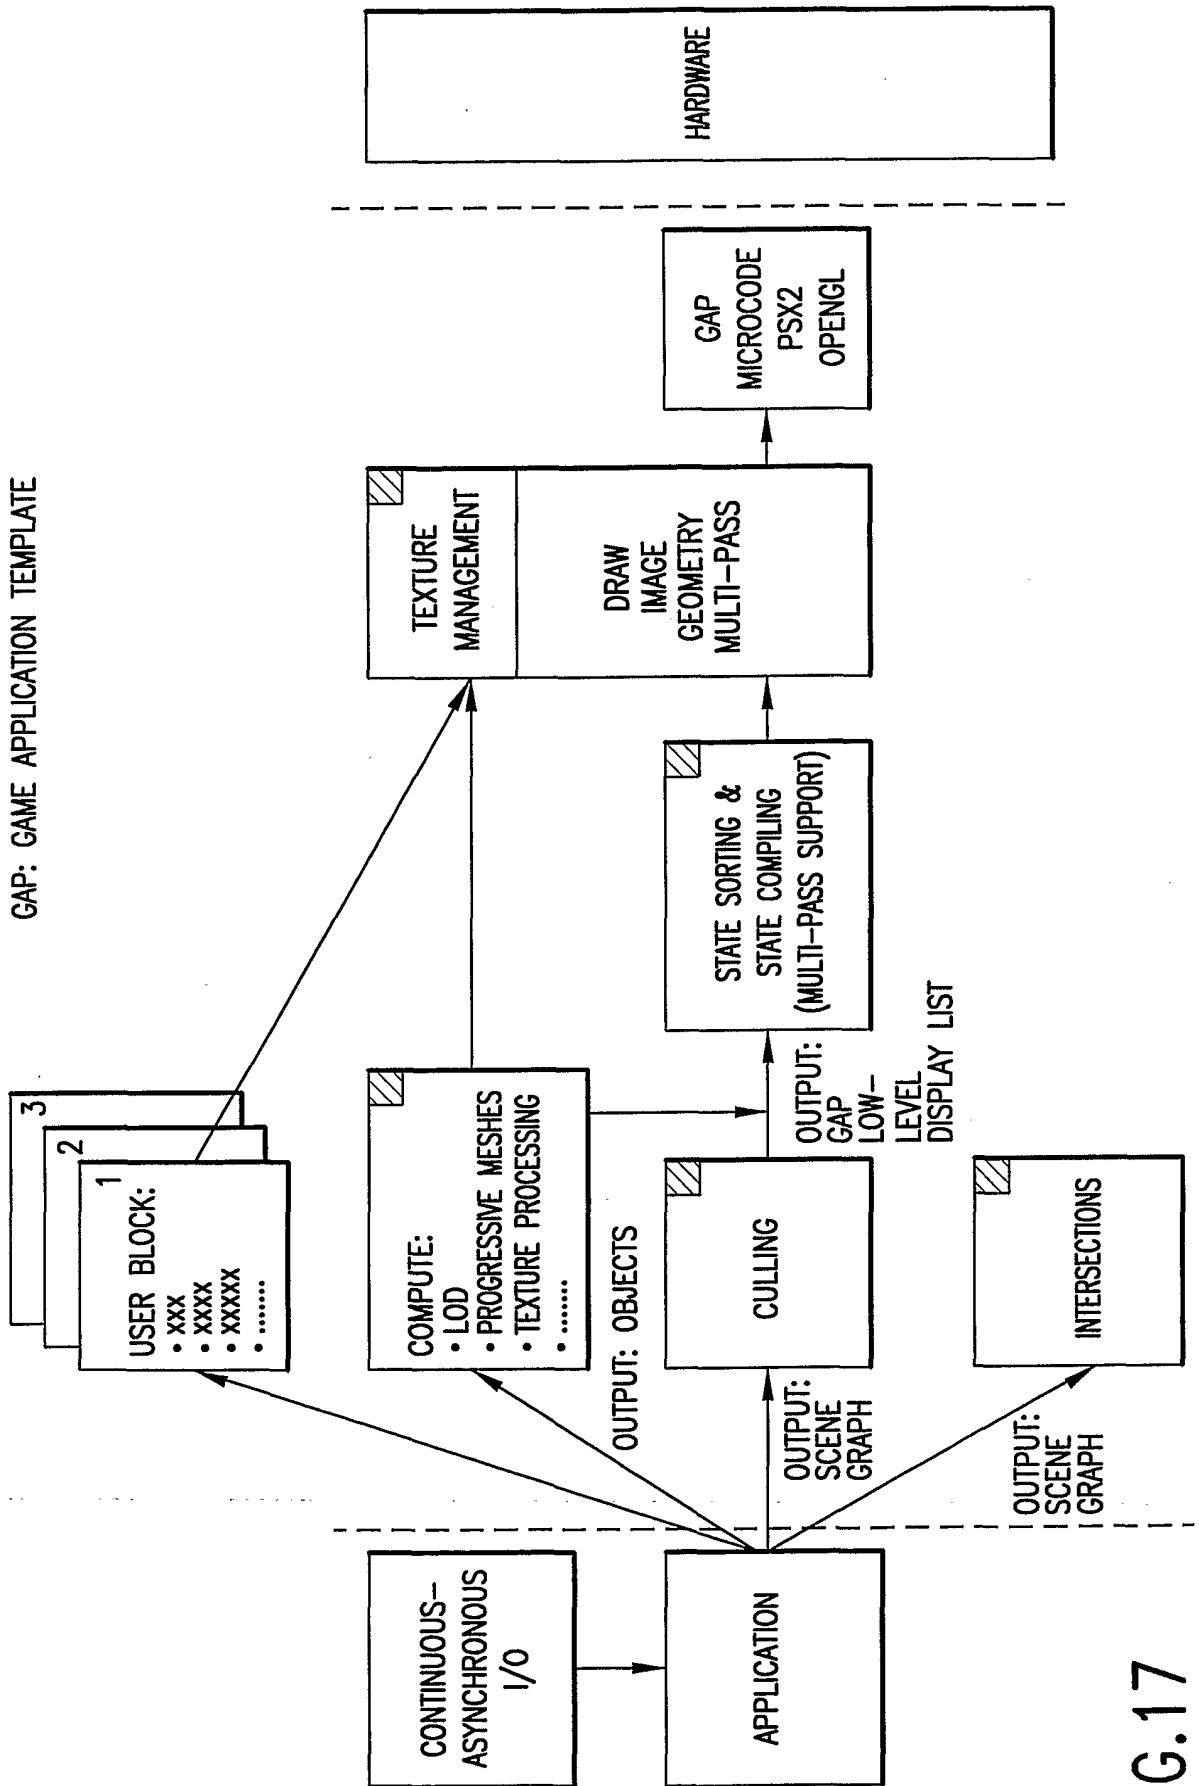 GAP: GAME APPLICATION TEMPLATE
3
2
1
USER BLOCK:
• XXX
• XXXX
• XXXXX
• .......
CONTINUOUS-
ASYNCHRONOUS
I/O
COMPUTE:
• LOD
• PROGRESSIVE MESHES
• TEXTURE PROCESSING
• .......
TEXTURE
MANAGEMENT
DRAW
IMAGE
GEOMETRY
MULTI-PASS
HARDWARE
OUTPUT: OBJECTS
APPLICATION
OUTPUT:
SCENE
GRAPH
CULLING
OUTPUT:
GAP
LOW-
LEVEL
DISPLAY LIST
STATE SORTING &
STATE COMPILING
(MULTI-PASS SUPPORT)
GAP
MICROCODE
PSX2
OPENGL
OUTPUT:
SCENE
GRAPH
INTERSECTIONS
G.17